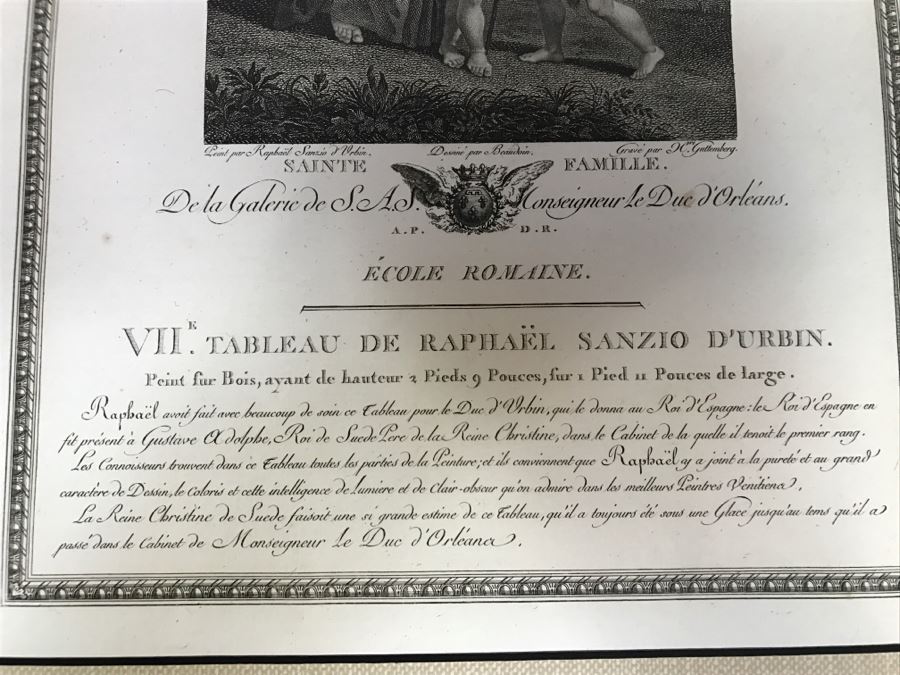 Peint par Raphaël Sanzio d'Urbin. Dessiné par Beaudoin. Gravé par H.ri Guttemberg.
SAINTE FAMILLE.
De la Galerie de S. A. S. Monseigneur Le Duc d'Orléans.
A. P. D. R.
ÉCOLE ROMAINE.
VII.E TABLEAU DE RAPHAËL SANZIO D'URBIN.
Peint sur Bois, ayant de hauteur 2 Pieds 9 Pouces, sur 1 Pied 11 Pouces de large.
Raphaël avoit fait avec beaucoup de soin ce Tableau pour le Duc d'Urbin, qui le donna au Roi d'Espagne: le Roi d'Espagne en
fit présent à Gustave Adolphe, Roi de Suede Pere de la Reine Christine, dans le Cabinet de la quelle il tenoit le premier rang.
Les Connoisseurs trouvent dans ce Tableau toutes les parties de la Peinture; et ils conviennent que Raphaël y a joint a la pureté et au grand
caractère de Dessin, le Coloris et cette intelligence de Lumiere et de Clair-obscur qu'on admire dans les meilleurs Peintres Venitiens.
La Reine Christine de Suede faisoit une si grande estime de ce Tableau, qu'il a toujours été sous une Glace jusqu'au tems qu'il a
passé dans le Cabinet de Monseigneur Le Duc d'Orléans.